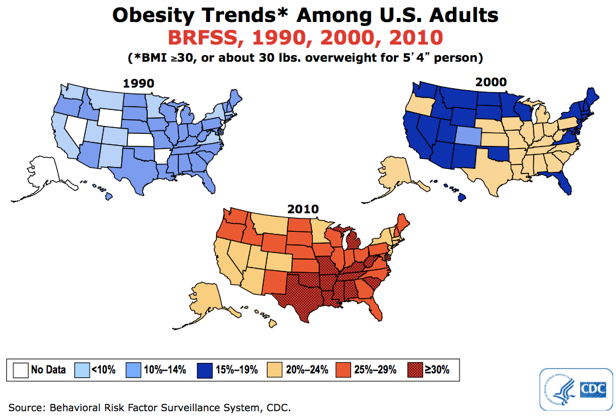 Obesity Trends* Among U.S. Adults
BRFSS, 1990, 2000, 2010
(*BMI ≥30, or about 30 lbs. overweight for 5’4” person)
1990
2000
2010
No Data <10% 10%–14% 15%–19% 20%–24% 25%–29% ≥30%
CDC
Source: Behavioral Risk Factor Surveillance System, CDC.